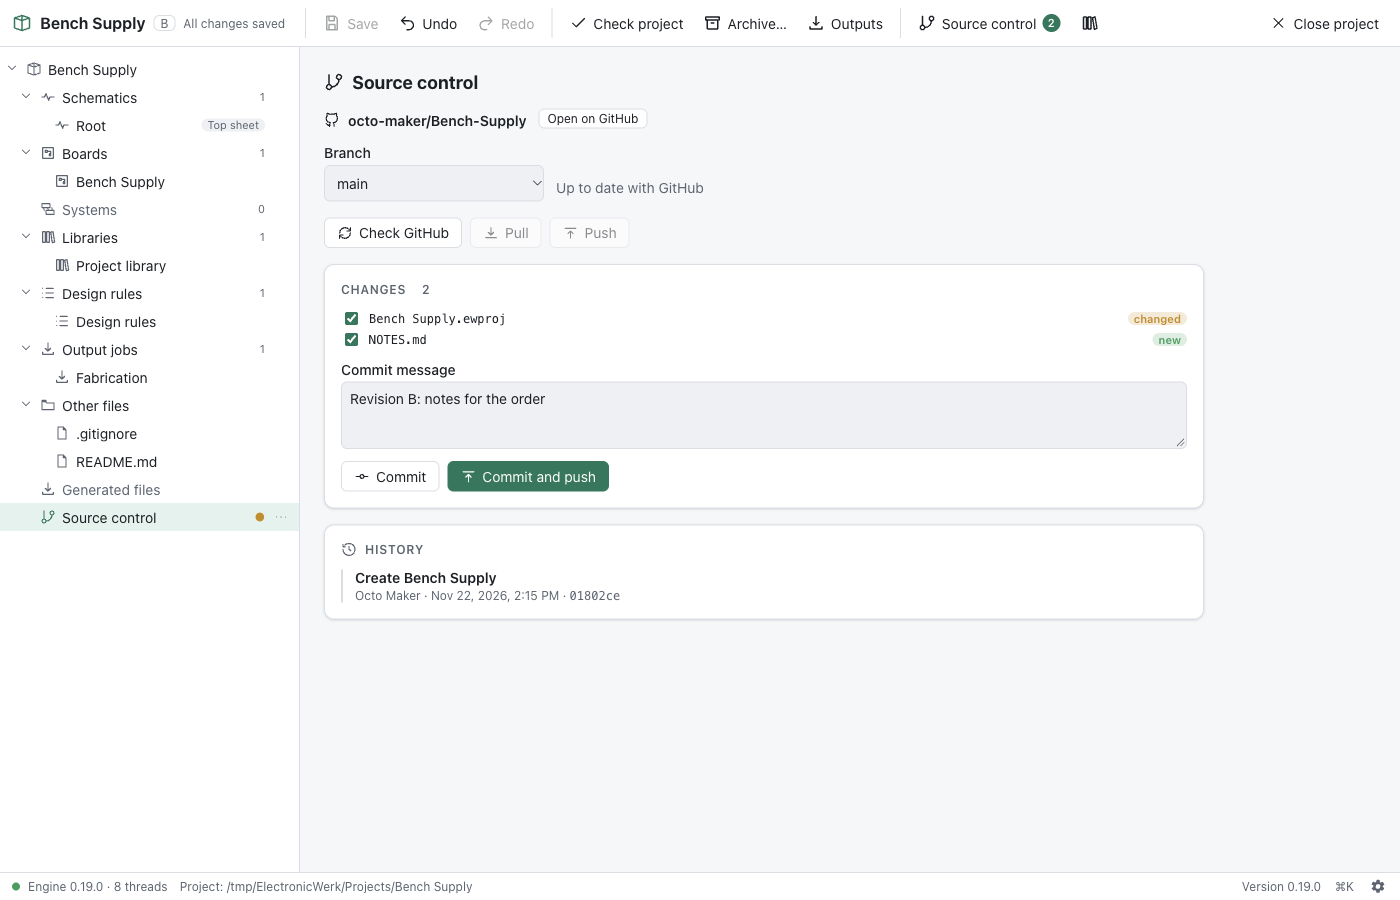 Bench Supply B All changes saved Save Undo Redo Check project Archive... Outputs Source control 2 Close project
Bench Supply
Schematics 1
Root Top sheet
Boards 1
Bench Supply
Systems 0
Libraries 1
Project library
Design rules 1
Design rules
Output jobs 1
Fabrication
Other files
.gitignore
README.md
Generated files
Source control
Source control
octo-maker/Bench-Supply Open on GitHub
Branch
main Up to date with GitHub
Check GitHub Pull Push
CHANGES 2
Bench Supply.ewproj changed
NOTES.md new
Commit message
Revision B: notes for the order
Commit Commit and push
HISTORY
Create Bench Supply
Octo Maker · Nov 22, 2026, 2:15 PM · 01802ce
Engine 0.19.0 · 8 threads Project: /tmp/ElectronicWerk/Projects/Bench Supply Version 0.19.0 ⌘K